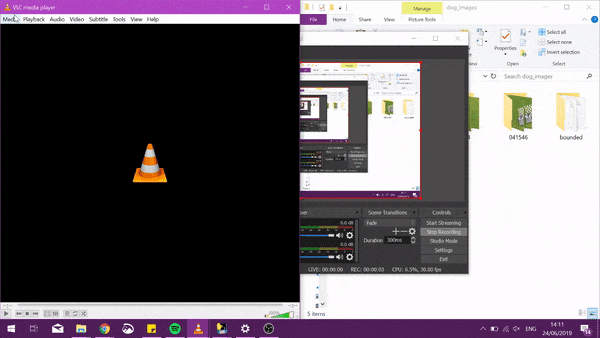 VLC media player
Media Playback Audio Video Subtitle Tools View Help
Manage
dog_images
File Home Share View Picture Tools
Properties
Open
Select all
Select none
Invert selection
Select
Search dog_images
041546
bounded
0.0 dB
0.0 dB
Scene Transitions
Fade
Duration 300ms
Controls
Start Streaming
Stop Recording
Studio Mode
Settings
Exit
LIVE: 00:00:00 REC: 00:00:03 CPU: 6.5%, 30.00 fps
5 items
ENG
14:11
24/06/2019